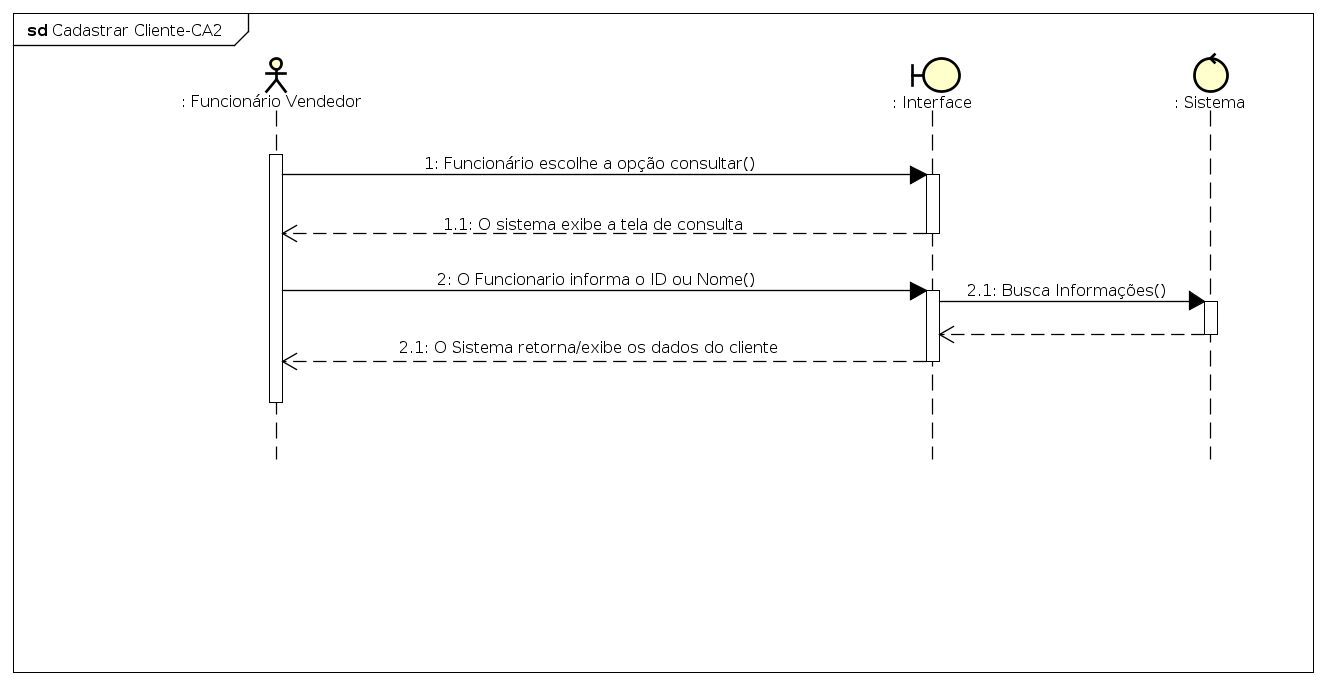 sd Cadastrar Cliente-CA2
: Funcionário Vendedor
: Interface
: Sistema
1: Funcionário escolhe a opção consultar()
1.1: O sistema exibe a tela de consulta
2: O Funcionario informa o ID ou Nome()
2.1: Busca Informações()
2.1: O Sistema retorna/exibe os dados do cliente